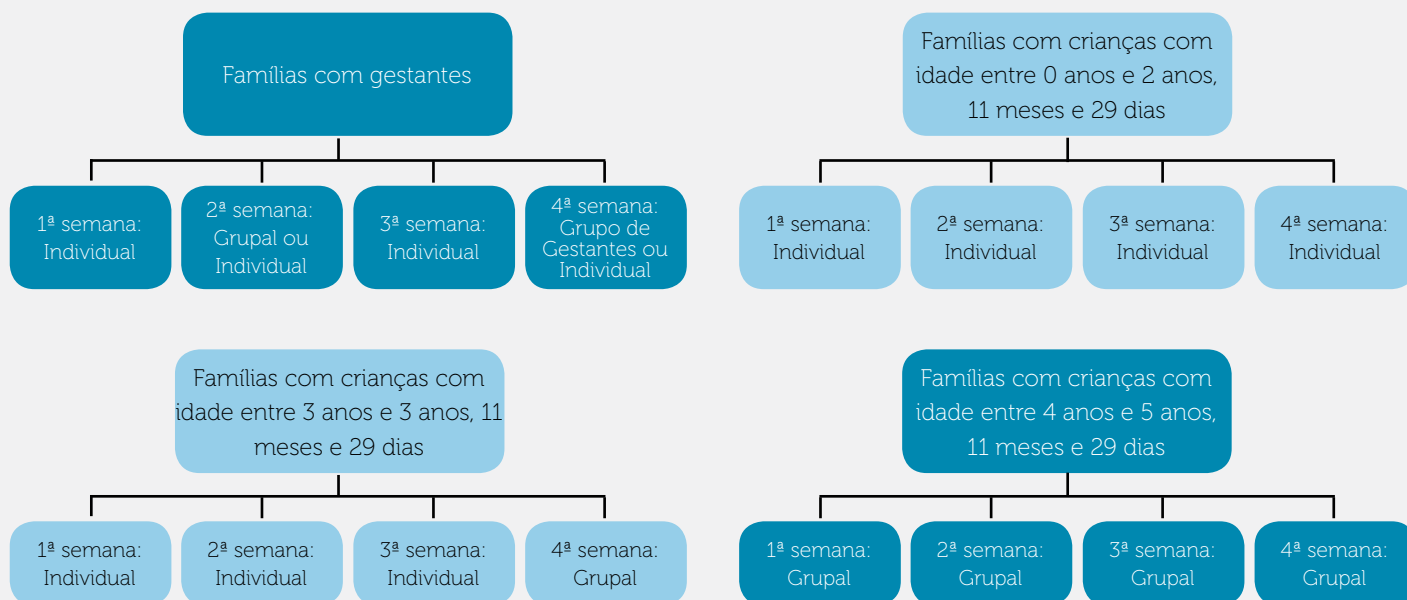 Famílias com gestantes
1ª semana:
Individual
2ª semana:
Grupal ou
Individual
3ª semana:
Individual
4ª semana:
Grupo de
Gestantes ou
Individual
Famílias com crianças com
idade entre 0 anos e 2 anos,
11 meses e 29 dias
1ª semana:
Individual
2ª semana:
Individual
3ª semana:
Individual
4ª semana:
Individual
Famílias com crianças com
idade entre 3 anos e 3 anos, 11
meses e 29 dias
1ª semana:
Individual
2ª semana:
Individual
3ª semana:
Individual
4ª semana:
Grupal
Famílias com crianças com
idade entre 4 anos e 5 anos,
11 meses e 29 dias
1ª semana:
Grupal
2ª semana:
Grupal
3ª semana:
Grupal
4ª semana:
Grupal